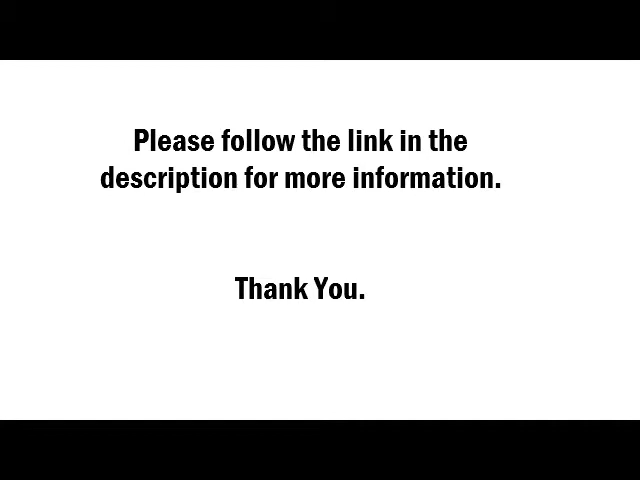 Please follow the link in the
description for more information.
Thank You.